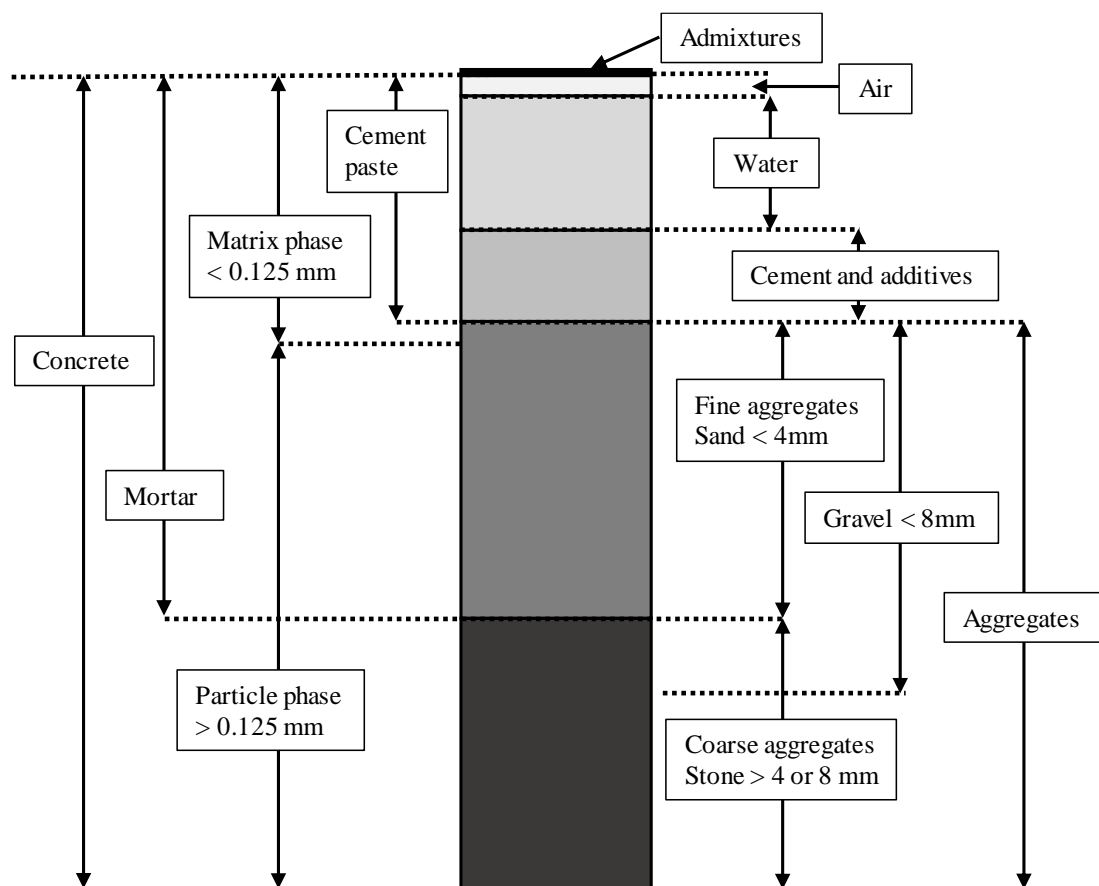 Admixtures
Air
Cement
paste
Water
Matrix phase
< 0.125 mm
Cement and additives
Concrete
Fine aggregates
Sand < 4mm
Mortar
Gravel < 8mm
Aggregates
Particle phase
> 0.125 mm
Coarse aggregates
Stone > 4 or 8 mm